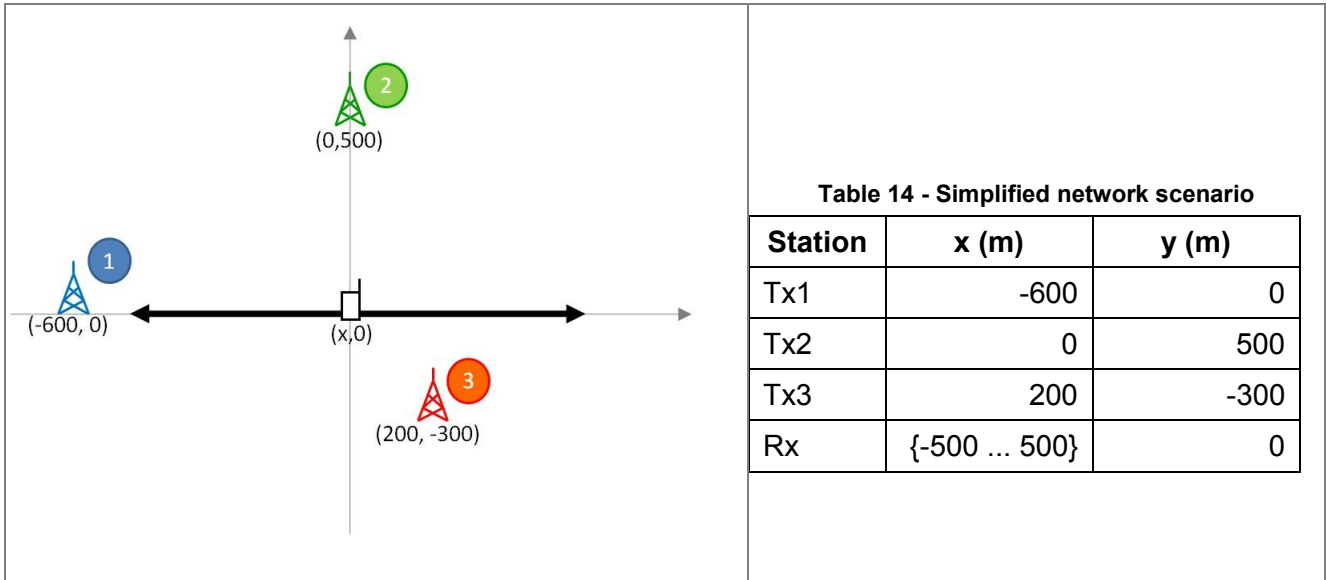 2
(0,500)
1
(-600, 0)
(x,0)
3
(200, -300)
Table 14 - Simplified network scenario
Station x (m) y (m)
Tx1 -600 0
Tx2 0 500
Tx3 200 -300
Rx {-500 ... 500} 0